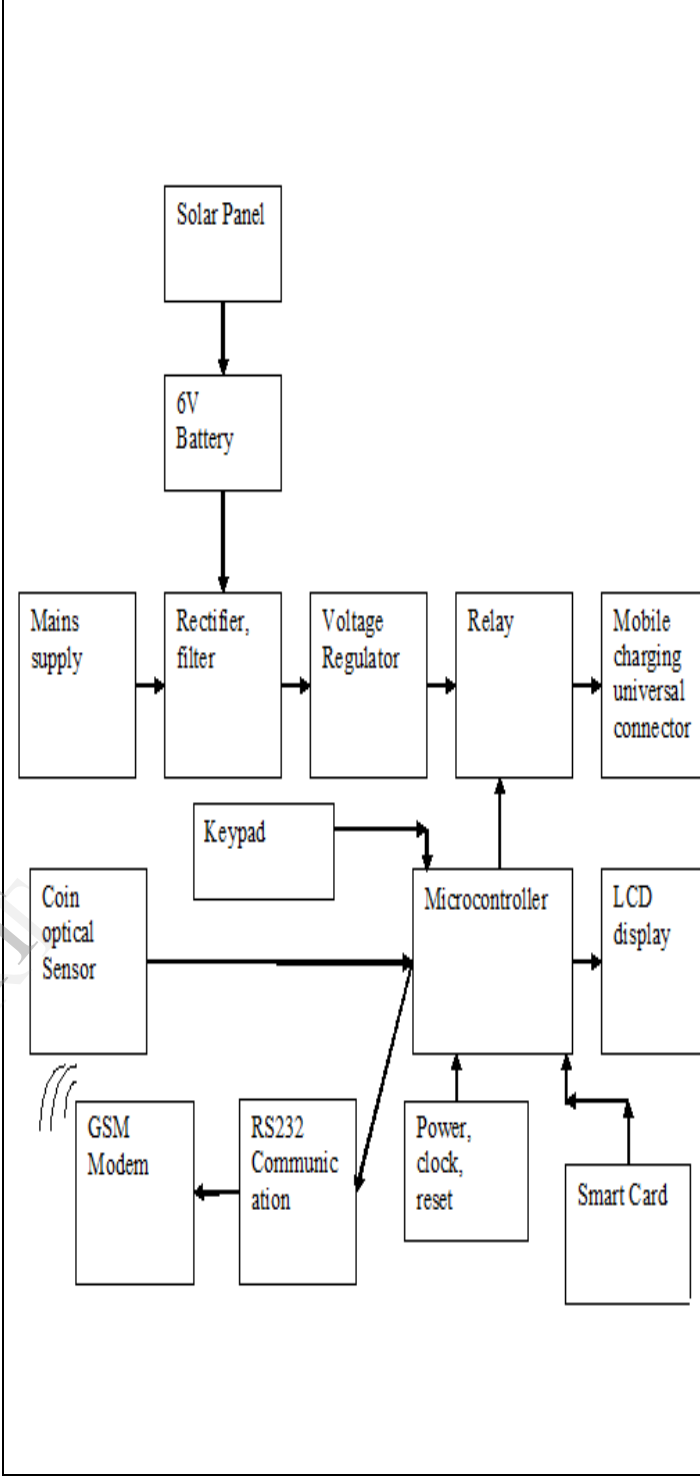 Solar Panel
6V
Battery
Mains
supply
Rectifier,
filter
Voltage
Regulator
Relay
Mobile
charging
universal
connector
Keypad
Coin
optical
Sensor
Microcontroller
LCD
display
GSM
Modem
RS232
Communic
ation
Power,
clock,
reset
Smart Card